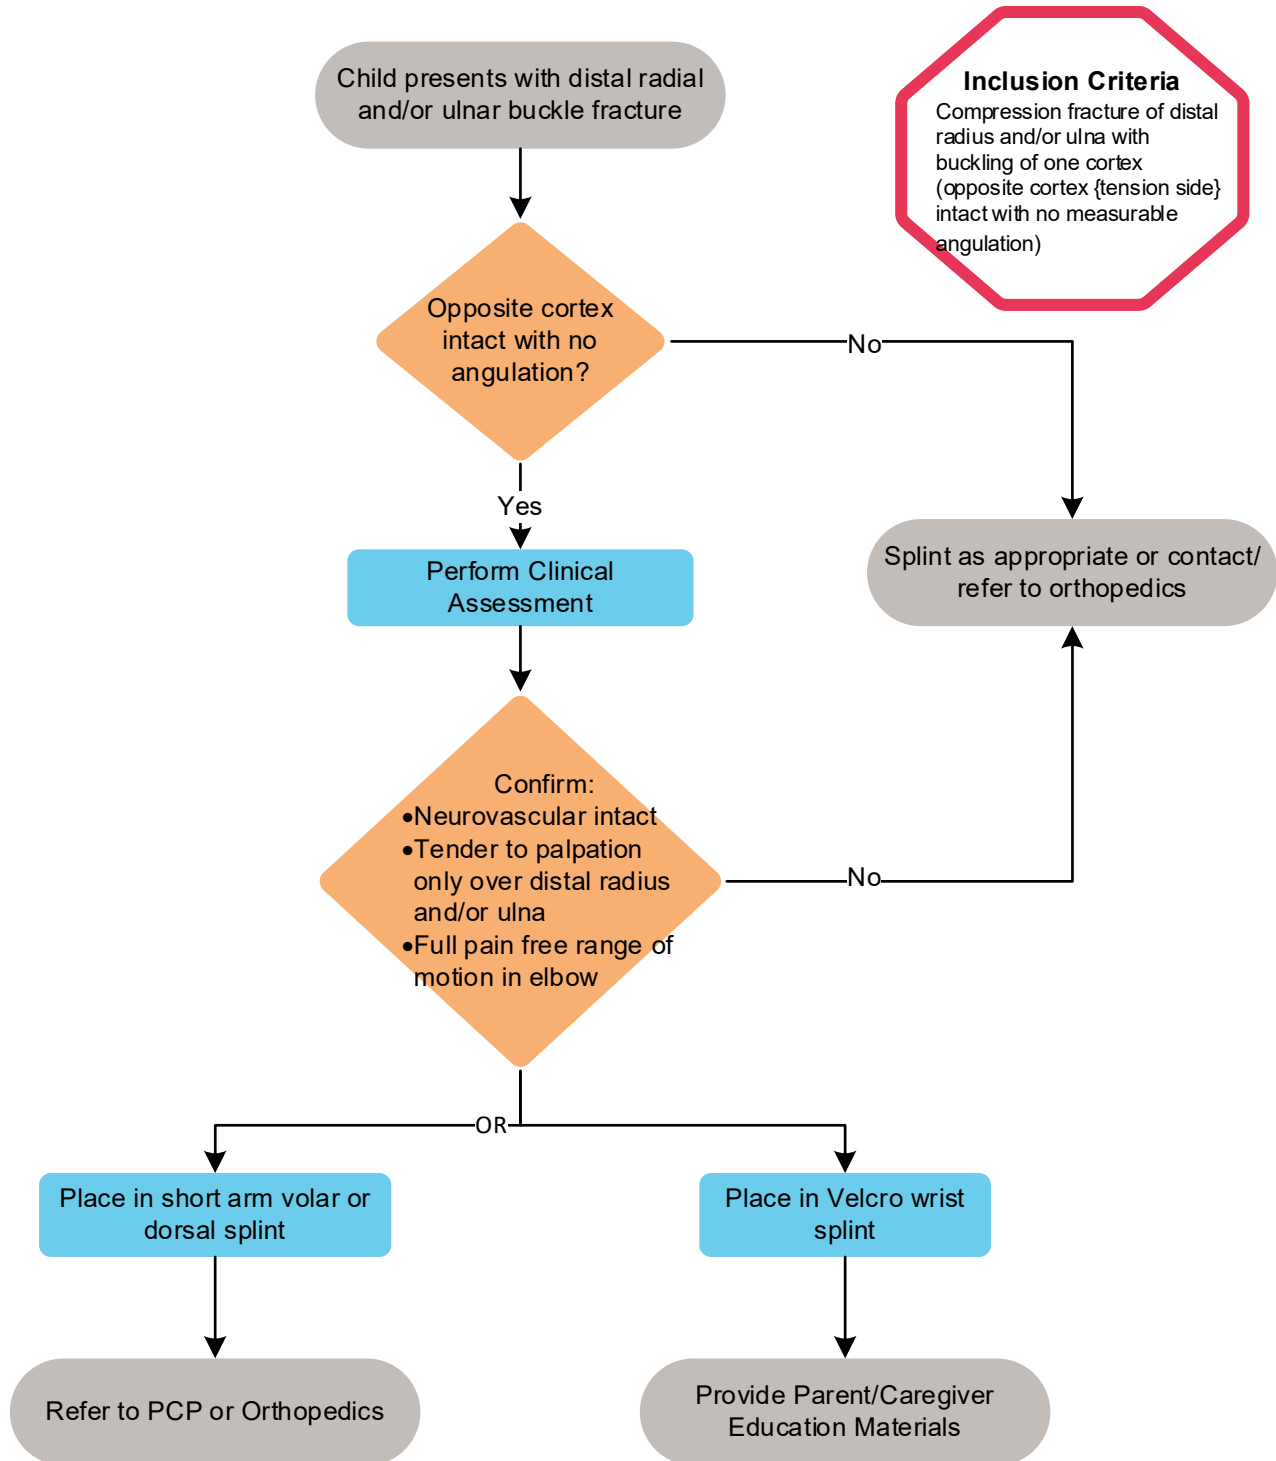 Child presents with distal radial
and/or ulnar buckle fracture
Inclusion Criteria
Compression fracture of distal
radius and/or ulna with
buckling of one cortex
(opposite cortex {tension side}
intact with no measurable
angulation)
Opposite cortex
intact with no
angulation?
No
Yes
Perform Clinical
Assessment
Splint as appropriate or contact/
refer to orthopedics
Confirm:
•Neurovascular intact
•Tender to palpation
only over distal radius
and/or ulna
•Full pain free range of
motion in elbow
No
OR
Place in short arm volar or
dorsal splint
Place in Velcro wrist
splint
Refer to PCP or Orthopedics
Provide Parent/Caregiver
Education Materials